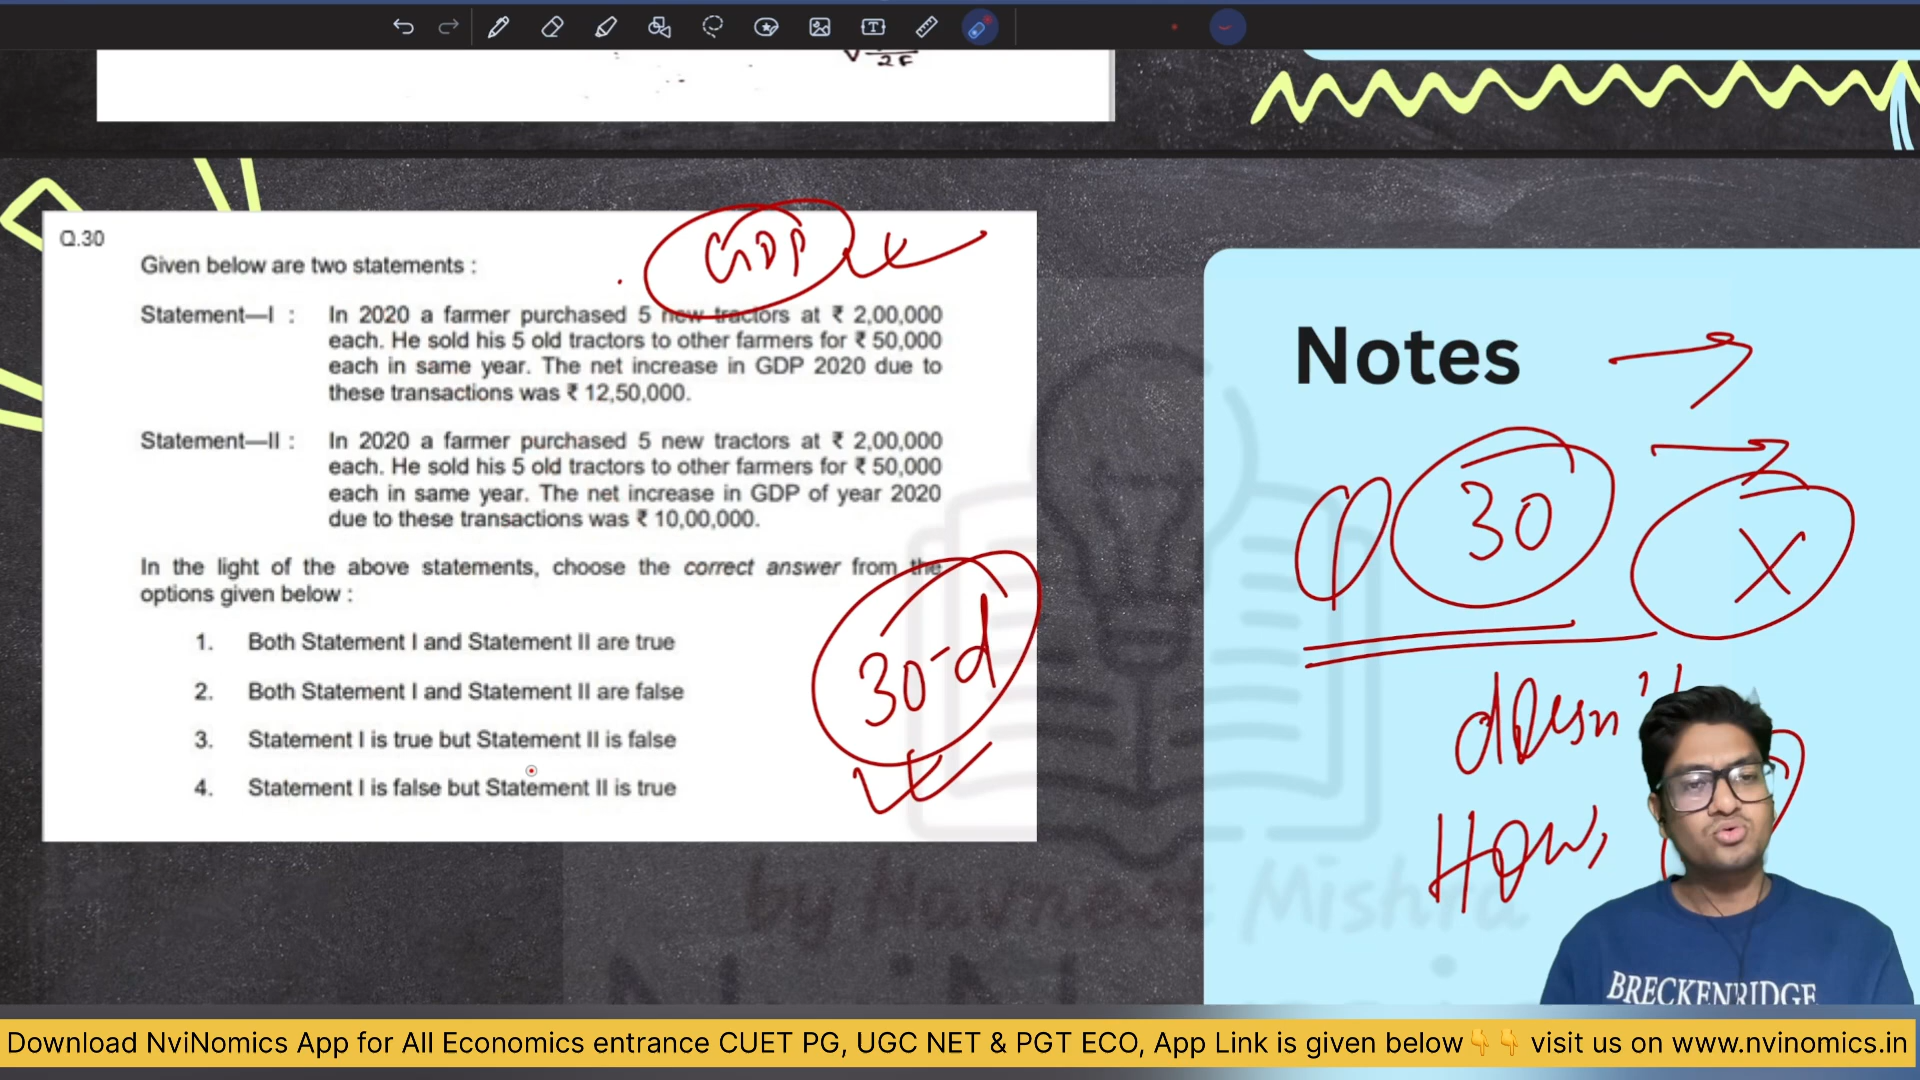 2F
Q.30
GDP
Given below are two statements :
Statement—I : In 2020 a farmer purchased 5 new tractors at ₹ 2,00,000
each. He sold his 5 old tractors to other farmers for ₹ 50,000
each in same year. The net increase in GDP 2020 due to
these transactions was ₹ 12,50,000.
Statement—II : In 2020 a farmer purchased 5 new tractors at ₹ 2,00,000
each. He sold his 5 old tractors to other farmers for ₹ 50,000
each in same year. The net increase in GDP of year 2020
due to these transactions was ₹ 10,00,000.
In the light of the above statements, choose the correct answer from the
options given below :
1. Both Statement I and Statement II are true
2. Both Statement I and Statement II are false
3. Statement I is true but Statement II is false
4. Statement I is false but Statement II is true
30-d
Notes
30
X
by Navneet Mishra
BRECKENRIDGE
Download NviNomics App for All Economics entrance CUET PG, UGC NET & PGT ECO, App Link is given below👇👇 visit us on www.nvinomics.in